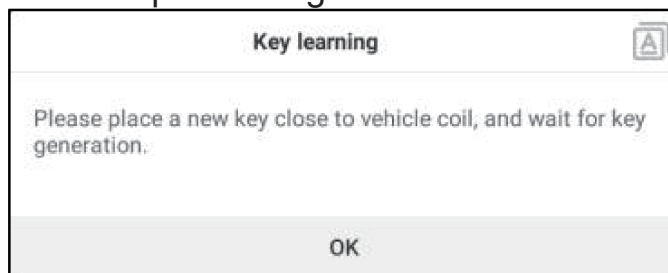 Key learning
A
Please place a new key close to vehicle coil, and wait for key
generation.
OK